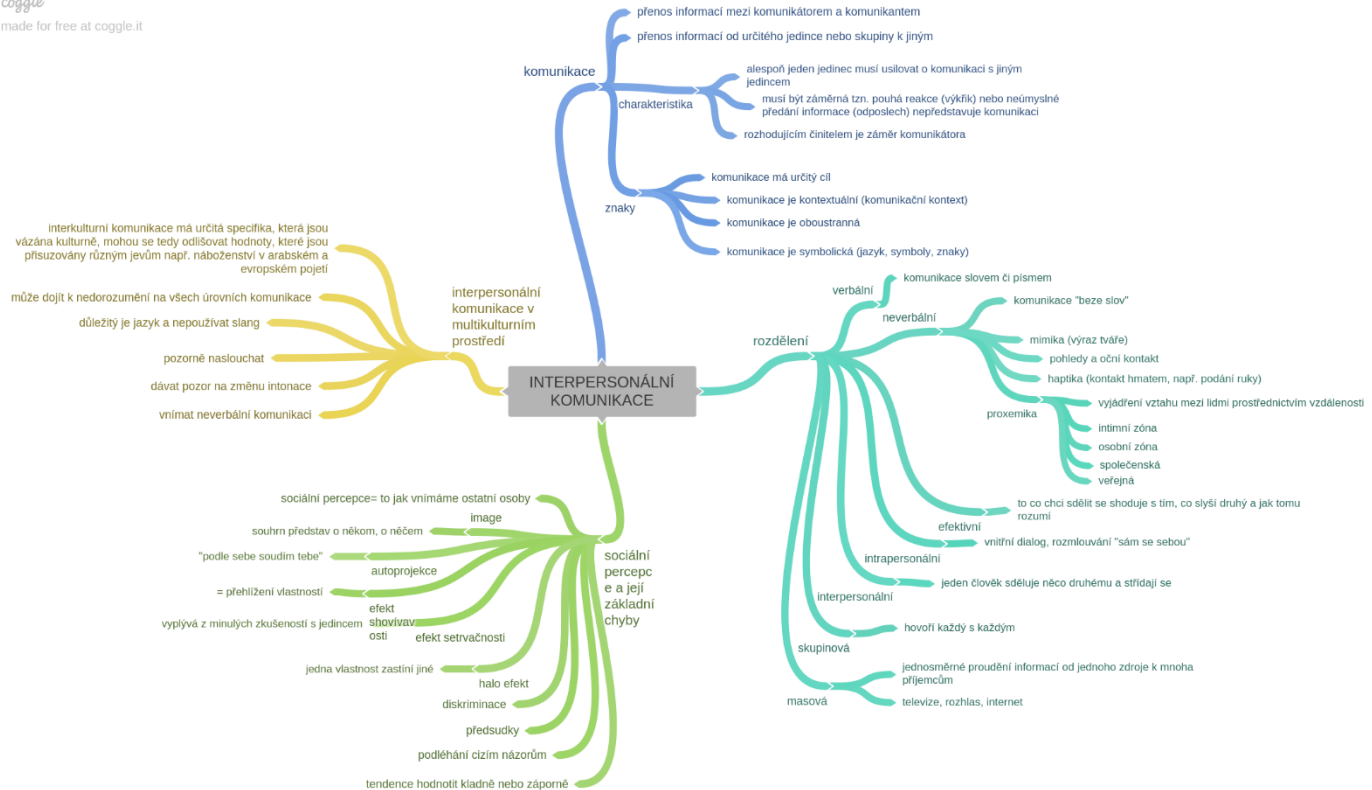 coggle
made for free at coggle.it
INTERPERSONÁLNÍ
KOMUNIKACE
komunikace
přenos informací mezi komunikátorem a komunikantem
přenos informací od určitého jedince nebo skupiny k jiným
charakteristika
alespoň jeden jedinec musí usilovat o komunikaci s jiným
jedincem
musí být záměrná tzn. pouhá reakce (výkřik) nebo neúmyslné
předání informace (odposlech) nepředstavuje komunikaci
rozhodujícím činitelem je záměr komunikátora
znaky
komunikace má určitý cíl
komunikace je kontextuální (komunikační kontext)
komunikace je oboustranná
komunikace je symbolická (jazyk, symboly, znaky)
rozdělení
verbální
komunikace slovem či písmem
neverbální
komunikace "beze slov"
mimika (výraz tváře)
pohledy a oční kontakt
haptika (kontakt hmatem, např. podání ruky)
proxemika
vyjádření vztahu mezi lidmi prostřednictvím vzdálenosti
intimní zóna
osobní zóna
společenská
veřejná
efektivní
to co chci sdělit se shoduje s tím, co slyší druhý a jak tomu
rozumí
intrapersonální
vnitřní dialog, rozmlouvání "sám se sebou"
interpersonální
jeden člověk sděluje něco druhému a střídají se
skupinová
hovoří každý s každým
masová
jednosměrné proudění informací od jednoho zdroje k mnoha
příjemcům
televize, rozhlas, internet
interpersonální
komunikace v
multikulturním
prostředí
interkulturní komunikace má určitá specifika, která jsou
vázána kulturně, mohou se tedy odlišovat hodnoty, které jsou
přisuzovány různým jevům např. náboženství v arabském a
evropském pojetí
může dojít k nedorozumění na všech úrovních komunikace
důležitý je jazyk a nepoužívat slang
pozorně naslouchat
dávat pozor na změnu intonace
vnímat neverbální komunikaci
sociální
percepc
e a její
základní
chyby
sociální percepce= to jak vnímáme ostatní osoby
image
souhrn představ o někom, o něčem
autoprojekce
"podle sebe soudím tebe"
efekt
shovívav
osti
= přehlížení vlastností
efekt setrvačnosti
vyplývá z minulých zkušeností s jedincem
halo efekt
jedna vlastnost zastíní jiné
diskriminace
předsudky
podléhání cizím názorům
tendence hodnotit kladně nebo záporně